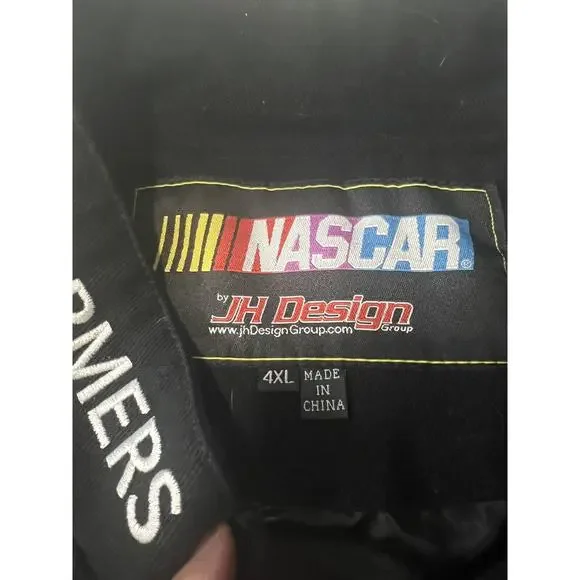 NASCAR®
by JH Design
Group
www.jhDesignGroup.com
4XL
MADE
IN
CHINA
RMERS